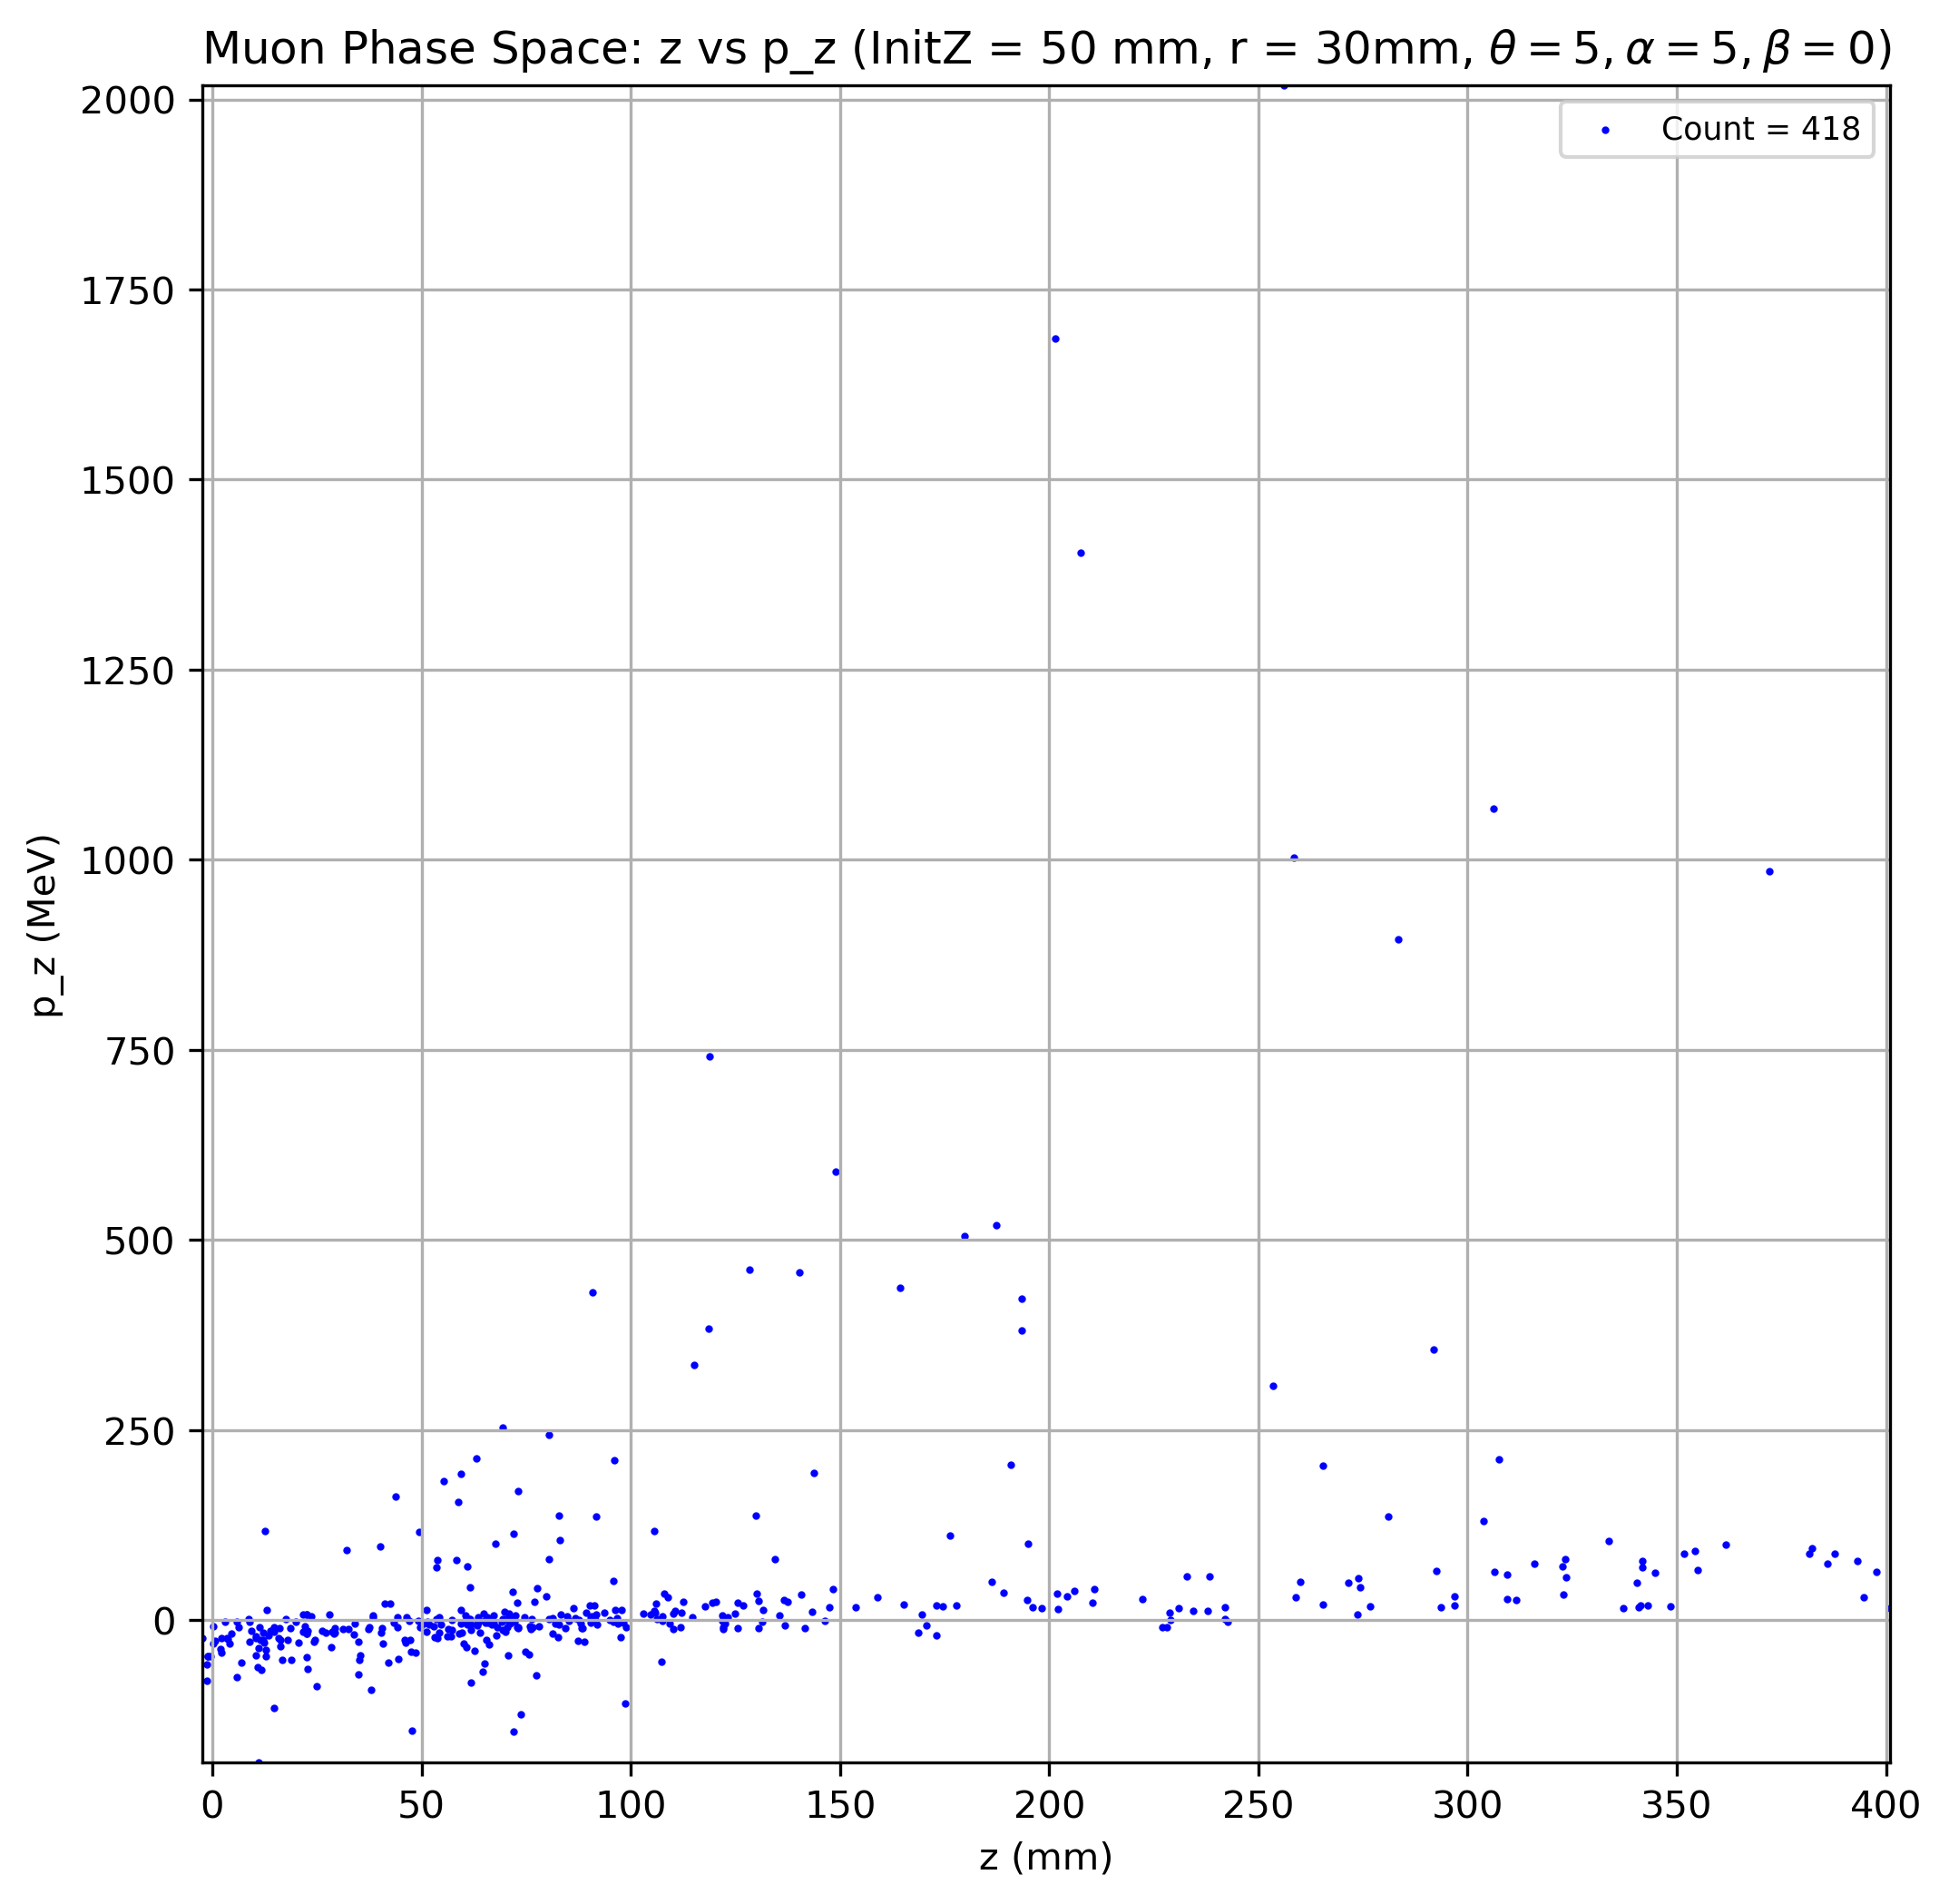 Muon Phase Space: z vs p_z (InitZ = 50 mm, r = 30mm, θ = 5, α = 5, β = 0)
Count = 418
2000
1750
1500
1250
1000
750
500
250
0
p_z (MeV)
0 50 100 150 200 250 300 350 400
z (mm)